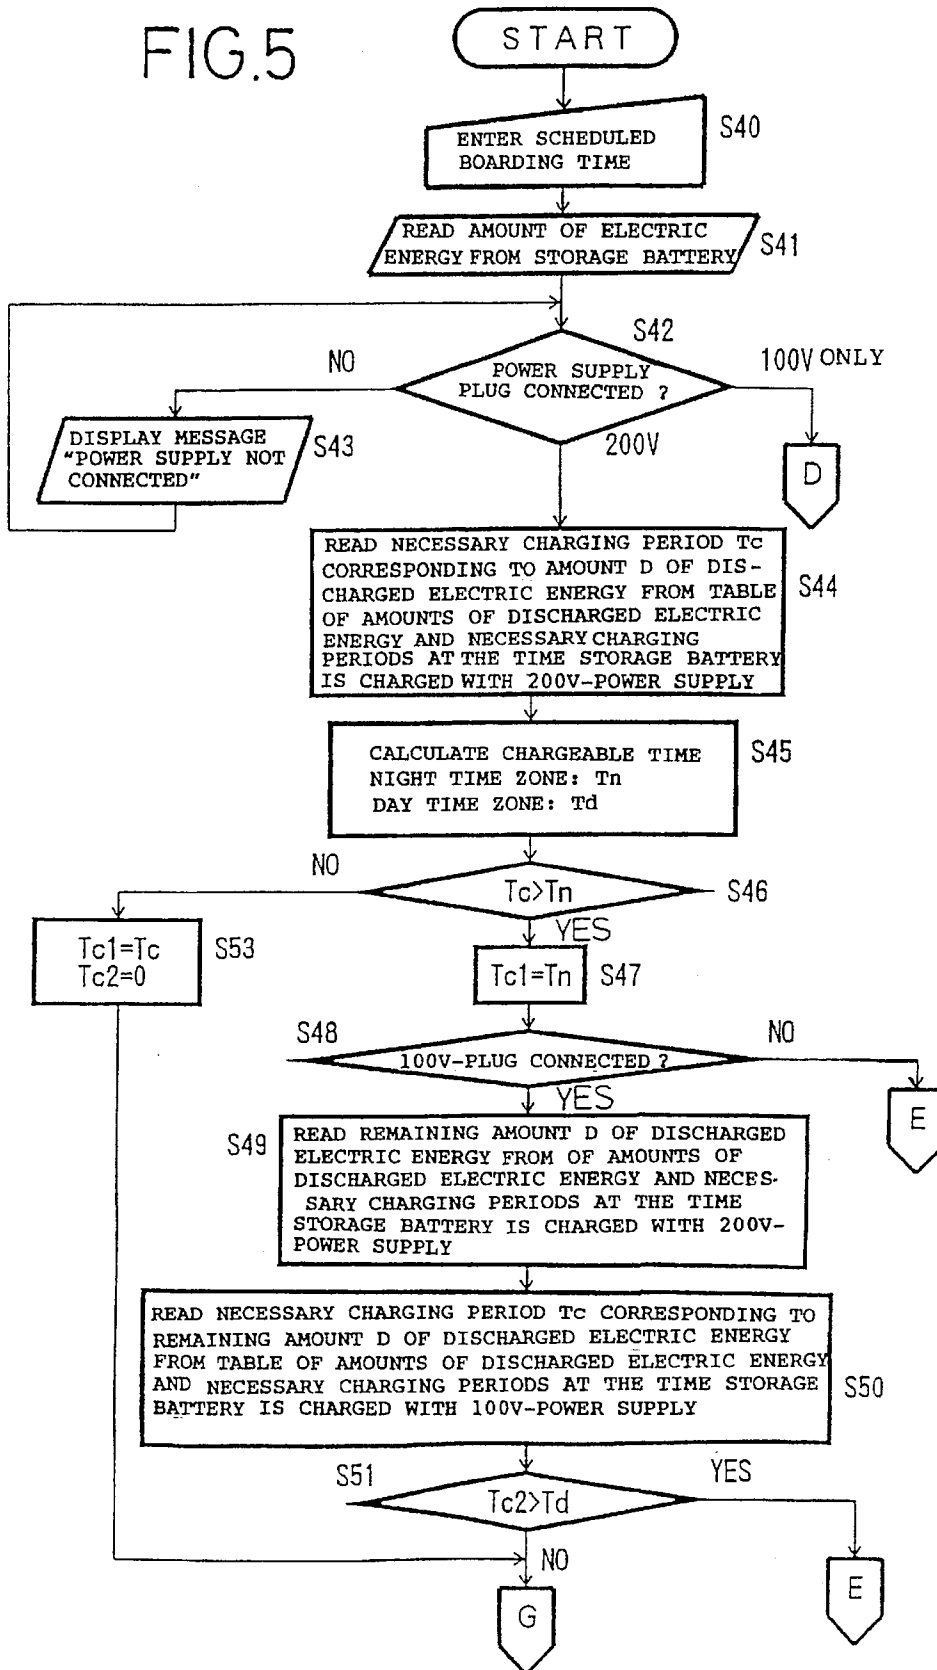 FIG.5
START
ENTER SCHEDULED
BOARDING TIME
S40
READ AMOUNT OF ELECTRIC
ENERGY FROM STORAGE BATTERY
S41
S42
NO
POWER SUPPLY
PLUG CONNECTED ?
100V ONLY
200V
D
DISPLAY MESSAGE
"POWER SUPPLY NOT
CONNECTED"
S43
READ NECESSARY CHARGING PERIOD Tc
CORRESPONDING TO AMOUNT D OF DIS-
CHARGED ELECTRIC ENERGY FROM TABLE
OF AMOUNTS OF DISCHARGED ELECTRIC
ENERGY AND NECESSARY CHARGING
PERIODS AT THE TIME STORAGE BATTERY
IS CHARGED WITH 200V-POWER SUPPLY
S44
CALCULATE CHARGEABLE TIME
NIGHT TIME ZONE: Tn
DAY TIME ZONE: Td
S45
NO
Tc>Tn
S46
YES
Tc1=Tc
Tc2=0
S53
Tc1=Tn
S47
S48
100V-PLUG CONNECTED ?
NO
YES
E
S49
READ REMAINING AMOUNT D OF DISCHARGED
ELECTRIC ENERGY FROM OF AMOUNTS OF
DISCHARGED ELECTRIC ENERGY AND NECES-
SARY CHARGING PERIODS AT THE TIME
STORAGE BATTERY IS CHARGED WITH 200V-
POWER SUPPLY
READ NECESSARY CHARGING PERIOD Tc CORRESPONDING TO
REMAINING AMOUNT D OF DISCHARGED ELECTRIC ENERGY
FROM TABLE OF AMOUNTS OF DISCHARGED ELECTRIC ENERGY
AND NECESSARY CHARGING PERIODS AT THE TIME STORAGE
BATTERY IS CHARGED WITH 100V-POWER SUPPLY
S50
S51
Tc2>Td
YES
NO
E
G